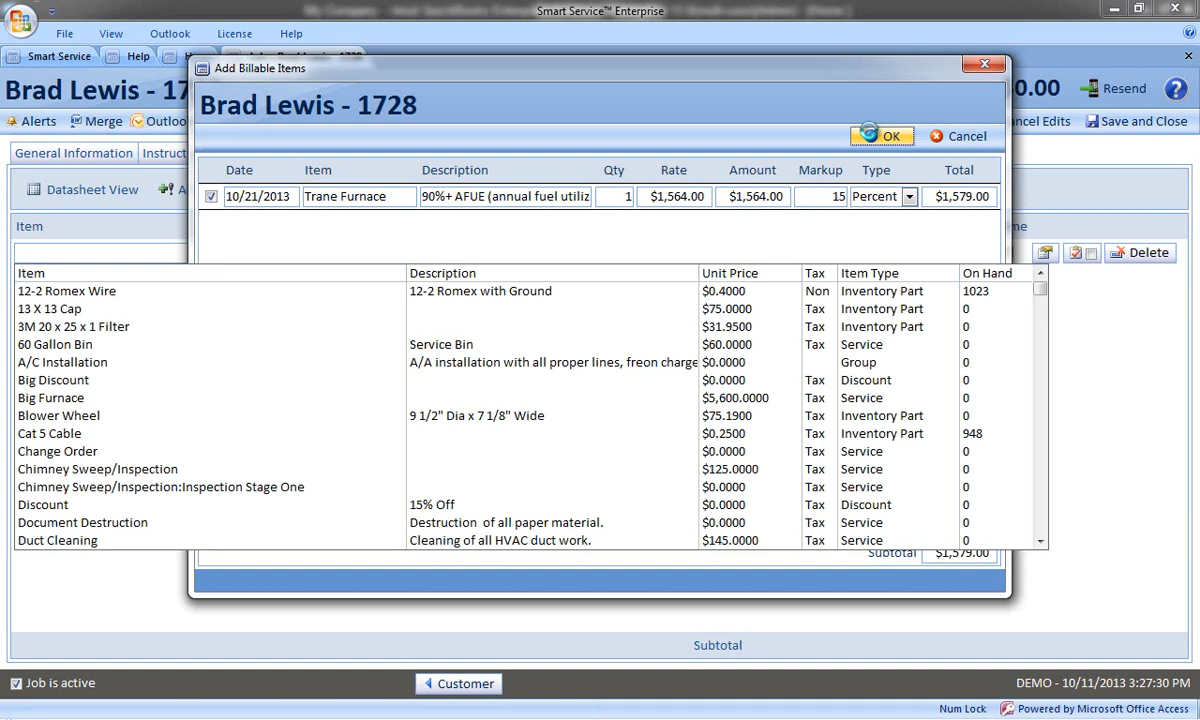 Smart Service™ Enterprise
File View Outlook License Help
Smart Service Help
Add Billable Items
Brad Lewis - 17
0.00 Resend
Brad Lewis - 1728
Alerts Merge Outloo
ncel Edits Save and Close
OK Cancel
General Information Instruct
Date Item Description Qty Rate Amount Markup Type Total
Datasheet View
10/21/2013 Trane Furnace 90%+ AFUE (annual fuel utiliz 1 $1,564.00 $1,564.00 15 Percent $1,579.00
Item me
Delete
Item Description Unit Price Tax Item Type On Hand
12-2 Romex Wire 12-2 Romex with Ground $0.4000 Non Inventory Part 1023
13 X 13 Cap $75.0000 Tax Inventory Part 0
3M 20 x 25 x 1 Filter $31.9500 Tax Inventory Part 0
60 Gallon Bin Service Bin $60.0000 Tax Service 0
A/C Installation A/A installation with all proper lines, freon charge $0.0000 Group 0
Big Discount $0.0000 Tax Discount 0
Big Furnace $5,600.0000 Tax Service 0
Blower Wheel 9 1/2" Dia x 7 1/8" Wide $75.1900 Tax Inventory Part 0
Cat 5 Cable $0.2500 Tax Inventory Part 948
Change Order $0.0000 Tax Service 0
Chimney Sweep/Inspection $125.0000 Tax Service 0
Chimney Sweep/Inspection:Inspection Stage One $0.0000 Tax Service 0
Discount 15% Off $0.0000 Tax Discount 0
Document Destruction Destruction of all paper material. $0.0000 Tax Service 0
Duct Cleaning Cleaning of all HVAC duct work. $145.0000 Tax Service 0
Subtotal $1,579.00
Subtotal
Job is active Customer DEMO - 10/11/2013 3:27:30 PM
Num Lock Powered by Microsoft Office Access